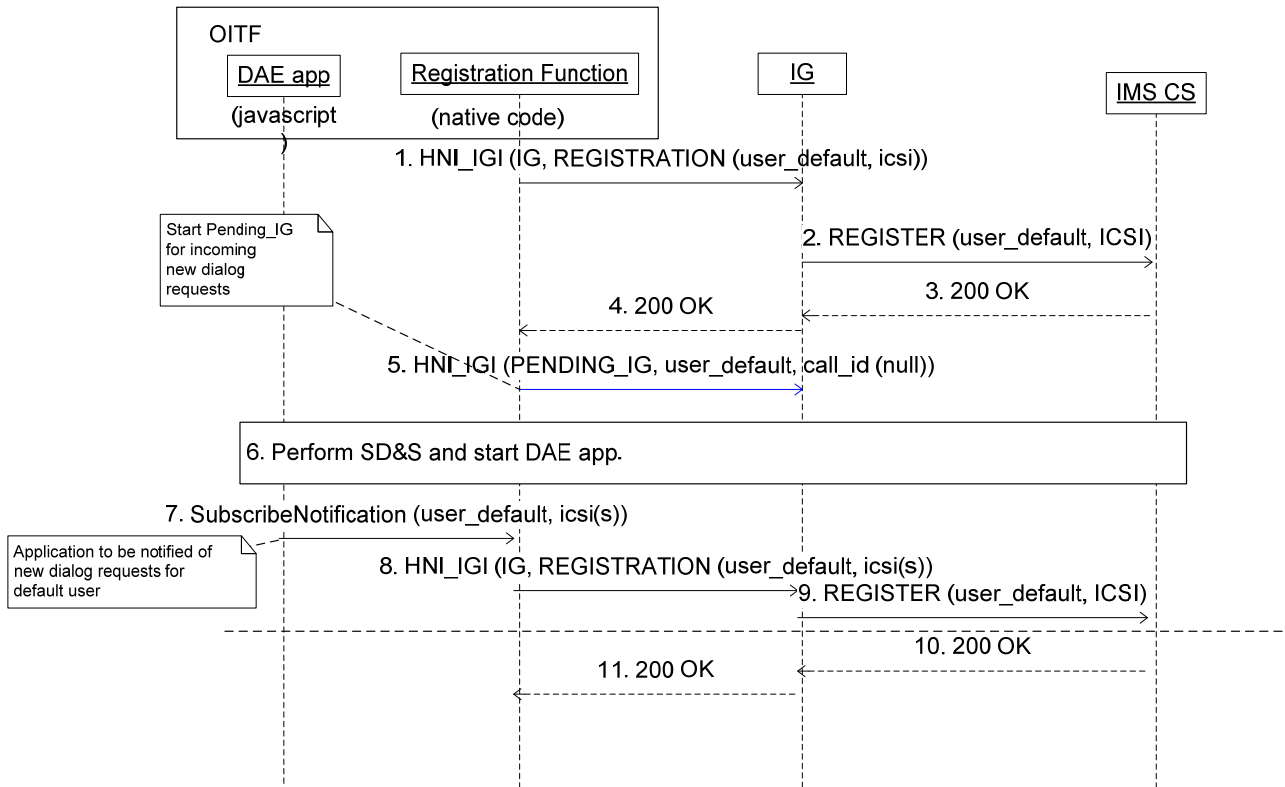 OITF
DAE app
(javascript
)
Registration Function
(native code)
IG
IMS CS
1. HNI_IGI (IG, REGISTRATION (user_default, icsi))
Start Pending_IG
for incoming
new dialog
requests
2. REGISTER (user_default, ICSI)
3. 200 OK
4. 200 OK
5. HNI_IGI (PENDING_IG, user_default, call_id (null))
6. Perform SD&S and start DAE app.
7. SubscribeNotification (user_default, icsi(s))
Application to be notified of
new dialog requests for
default user
8. HNI_IGI (IG, REGISTRATION (user_default, icsi(s))
9. REGISTER (user_default, ICSI)
10. 200 OK
11. 200 OK